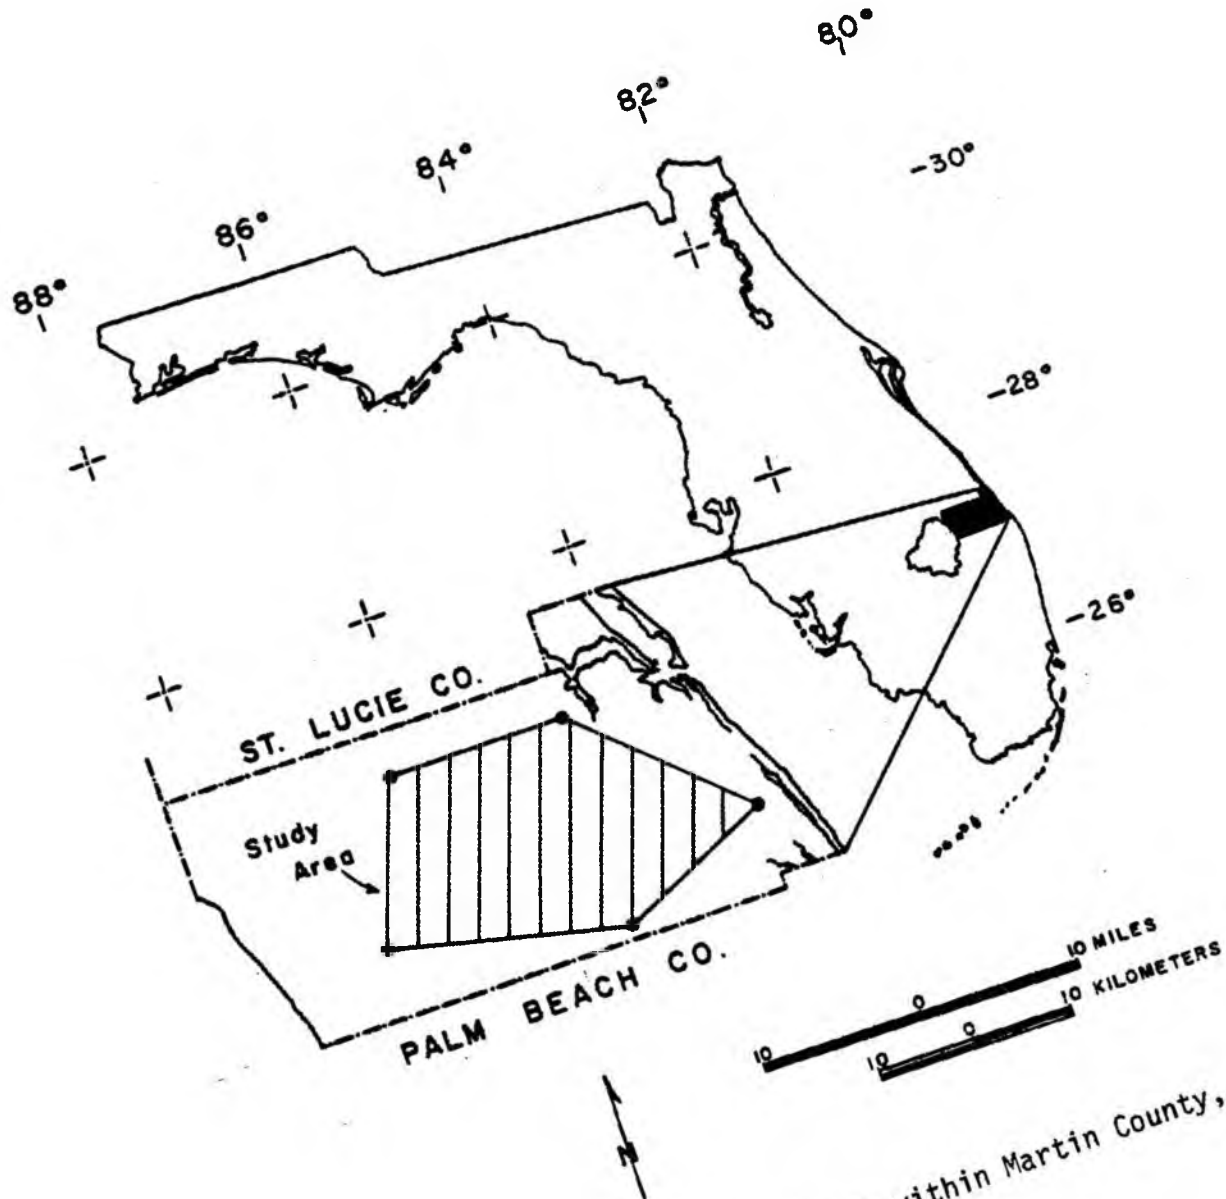 80°
82°
84°
86°
88°
-30°
-28°
-26°
ST. LUCIE CO.
Study
Area
PALM BEACH CO.
10 0 10 MILES
10 0 10 KILOMETERS
N
within Martin County,